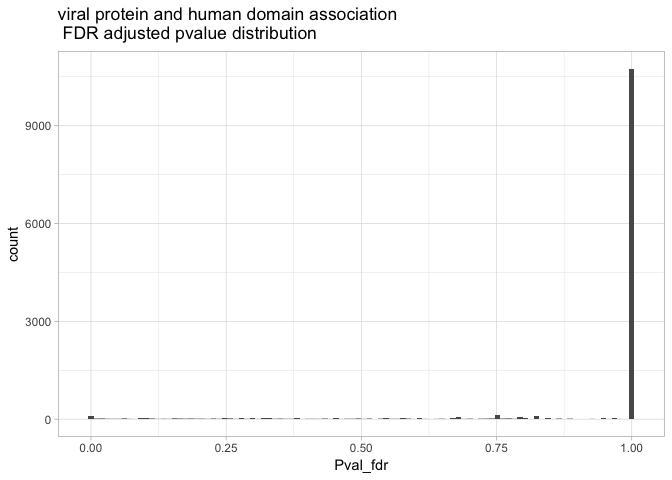 viral protein and human domain association
FDR adjusted pvalue distribution
9000
6000
3000
0
count
0.00 0.25 0.50 0.75 1.00
Pval_fdr